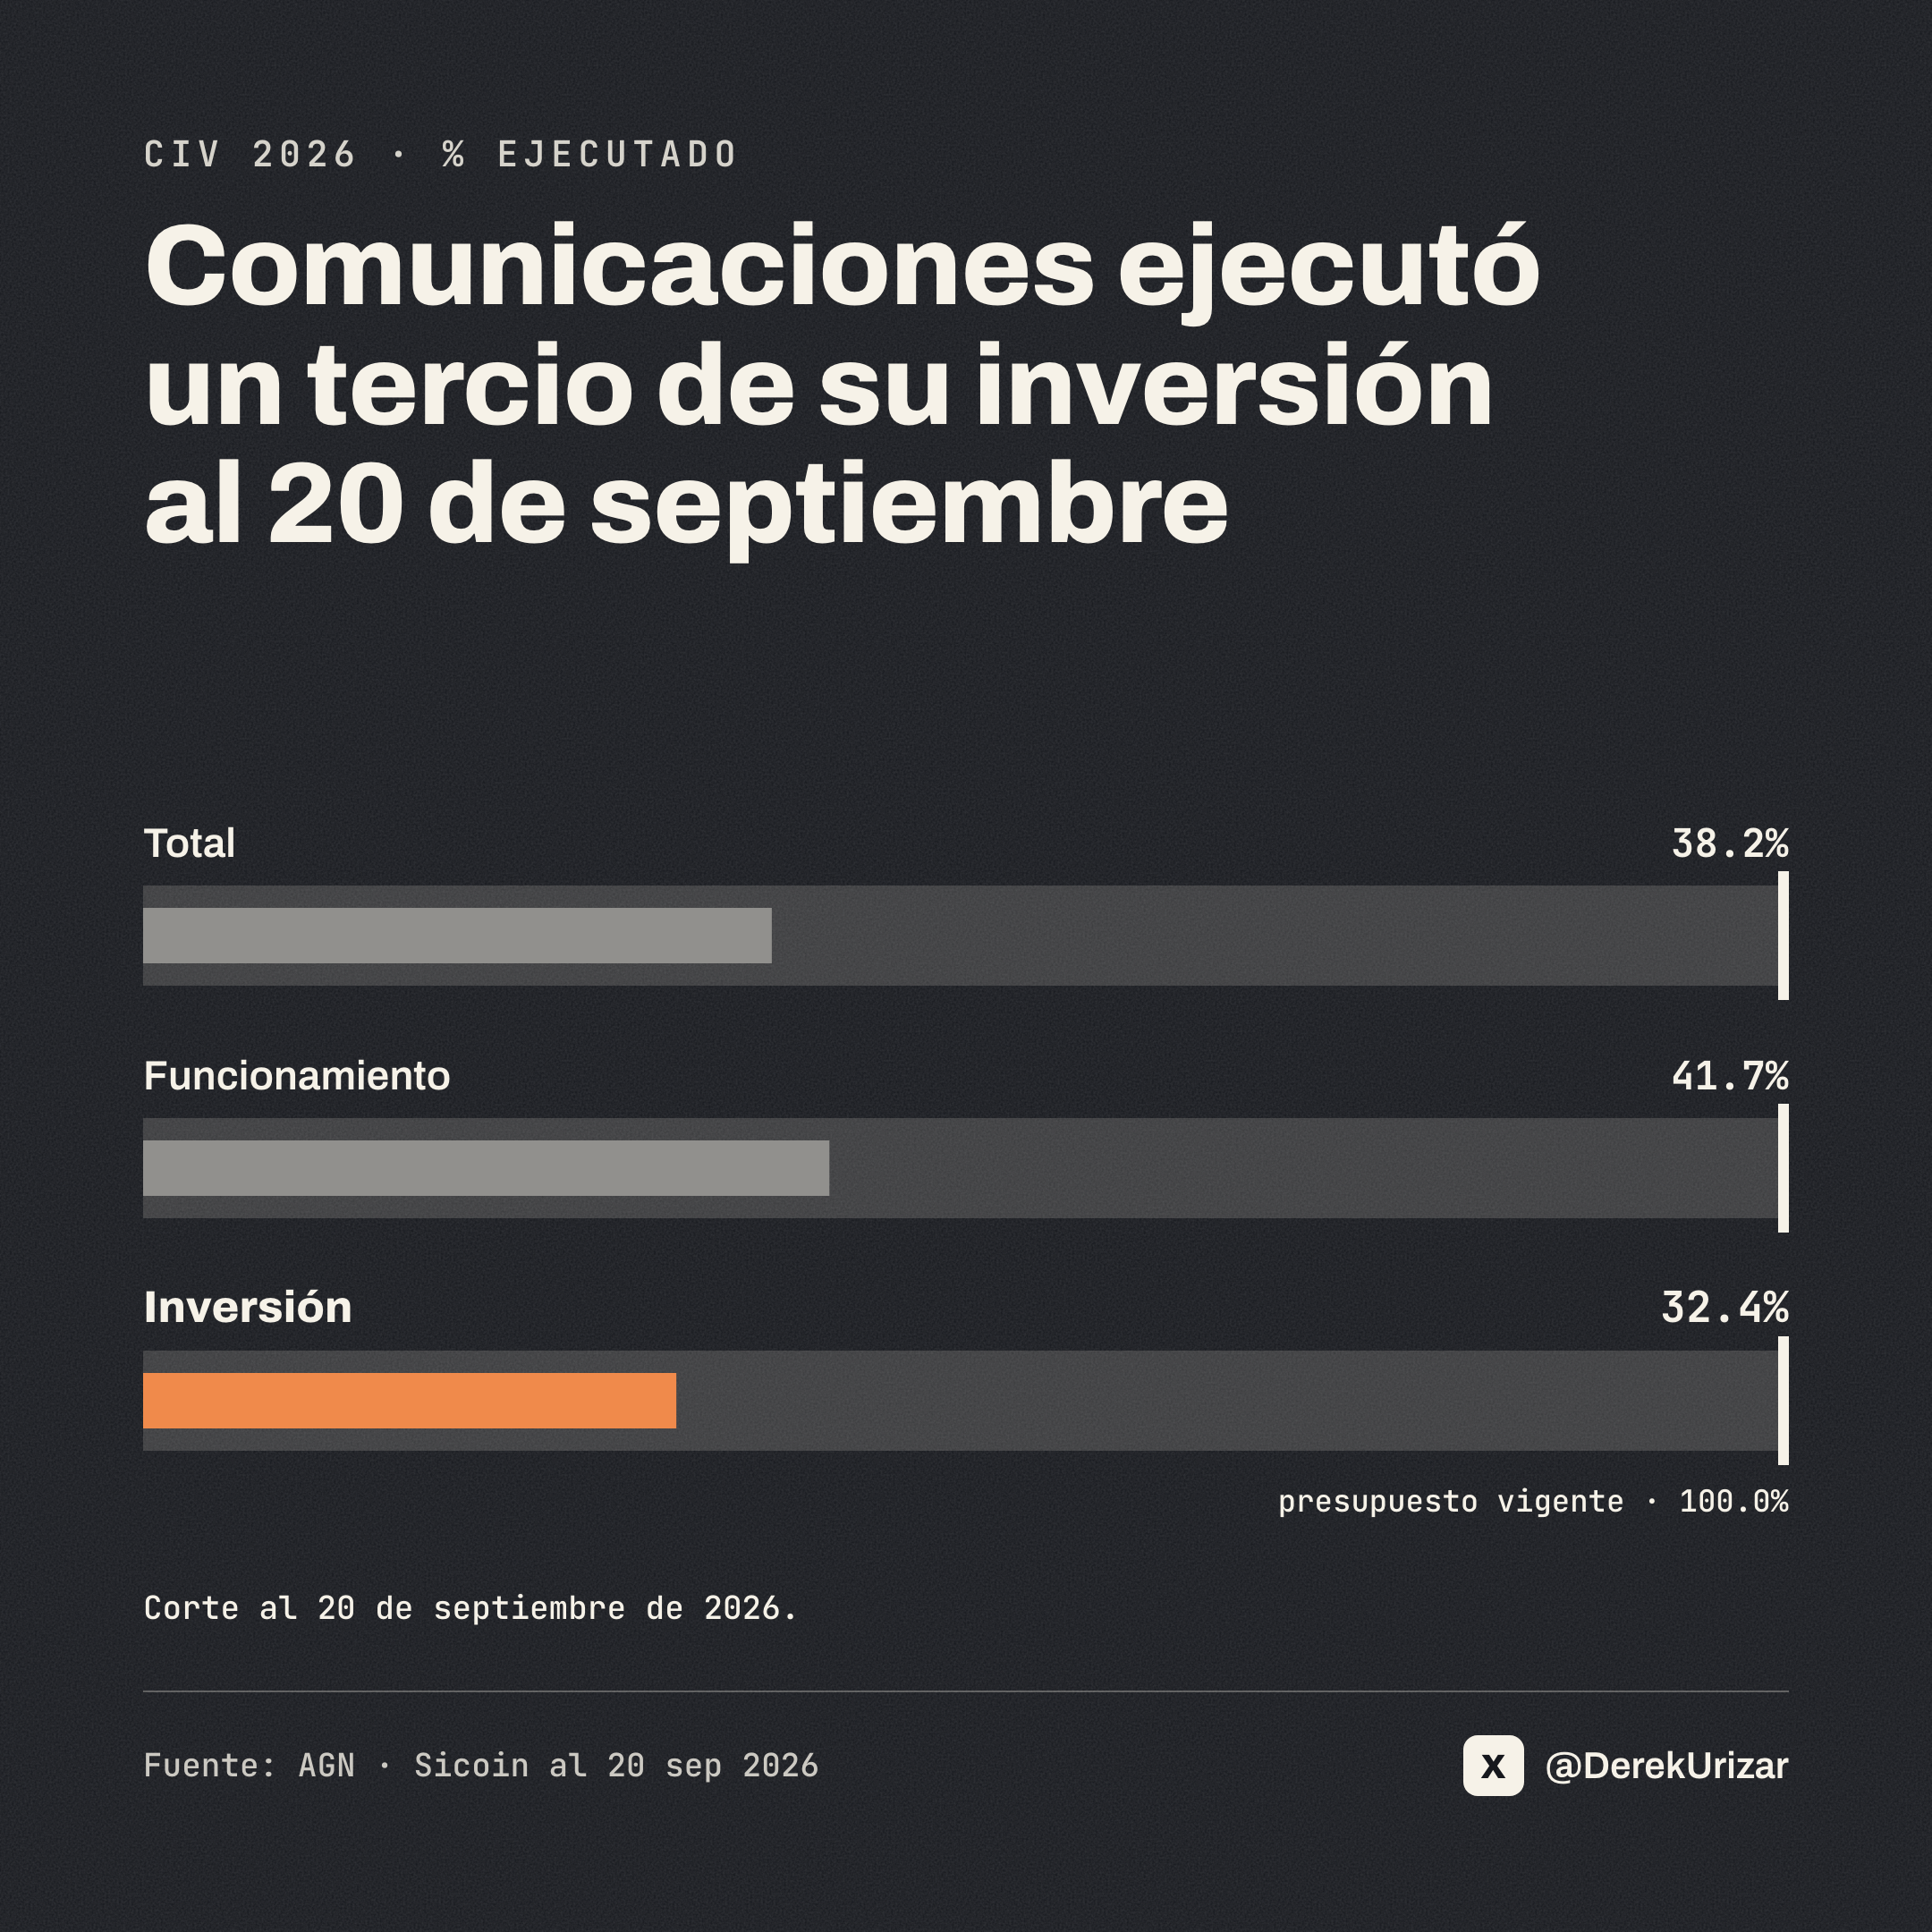 CIV 2026 · % EJECUTADO
Comunicaciones ejecutó
un tercio de su inversión
al 20 de septiembre
Total 38.2%
Funcionamiento 41.7%
Inversión 32.4%
presupuesto vigente · 100.0%
Corte al 20 de septiembre de 2026.
Fuente: AGN · Sicoin al 20 sep 2026
X @DerekUrizar